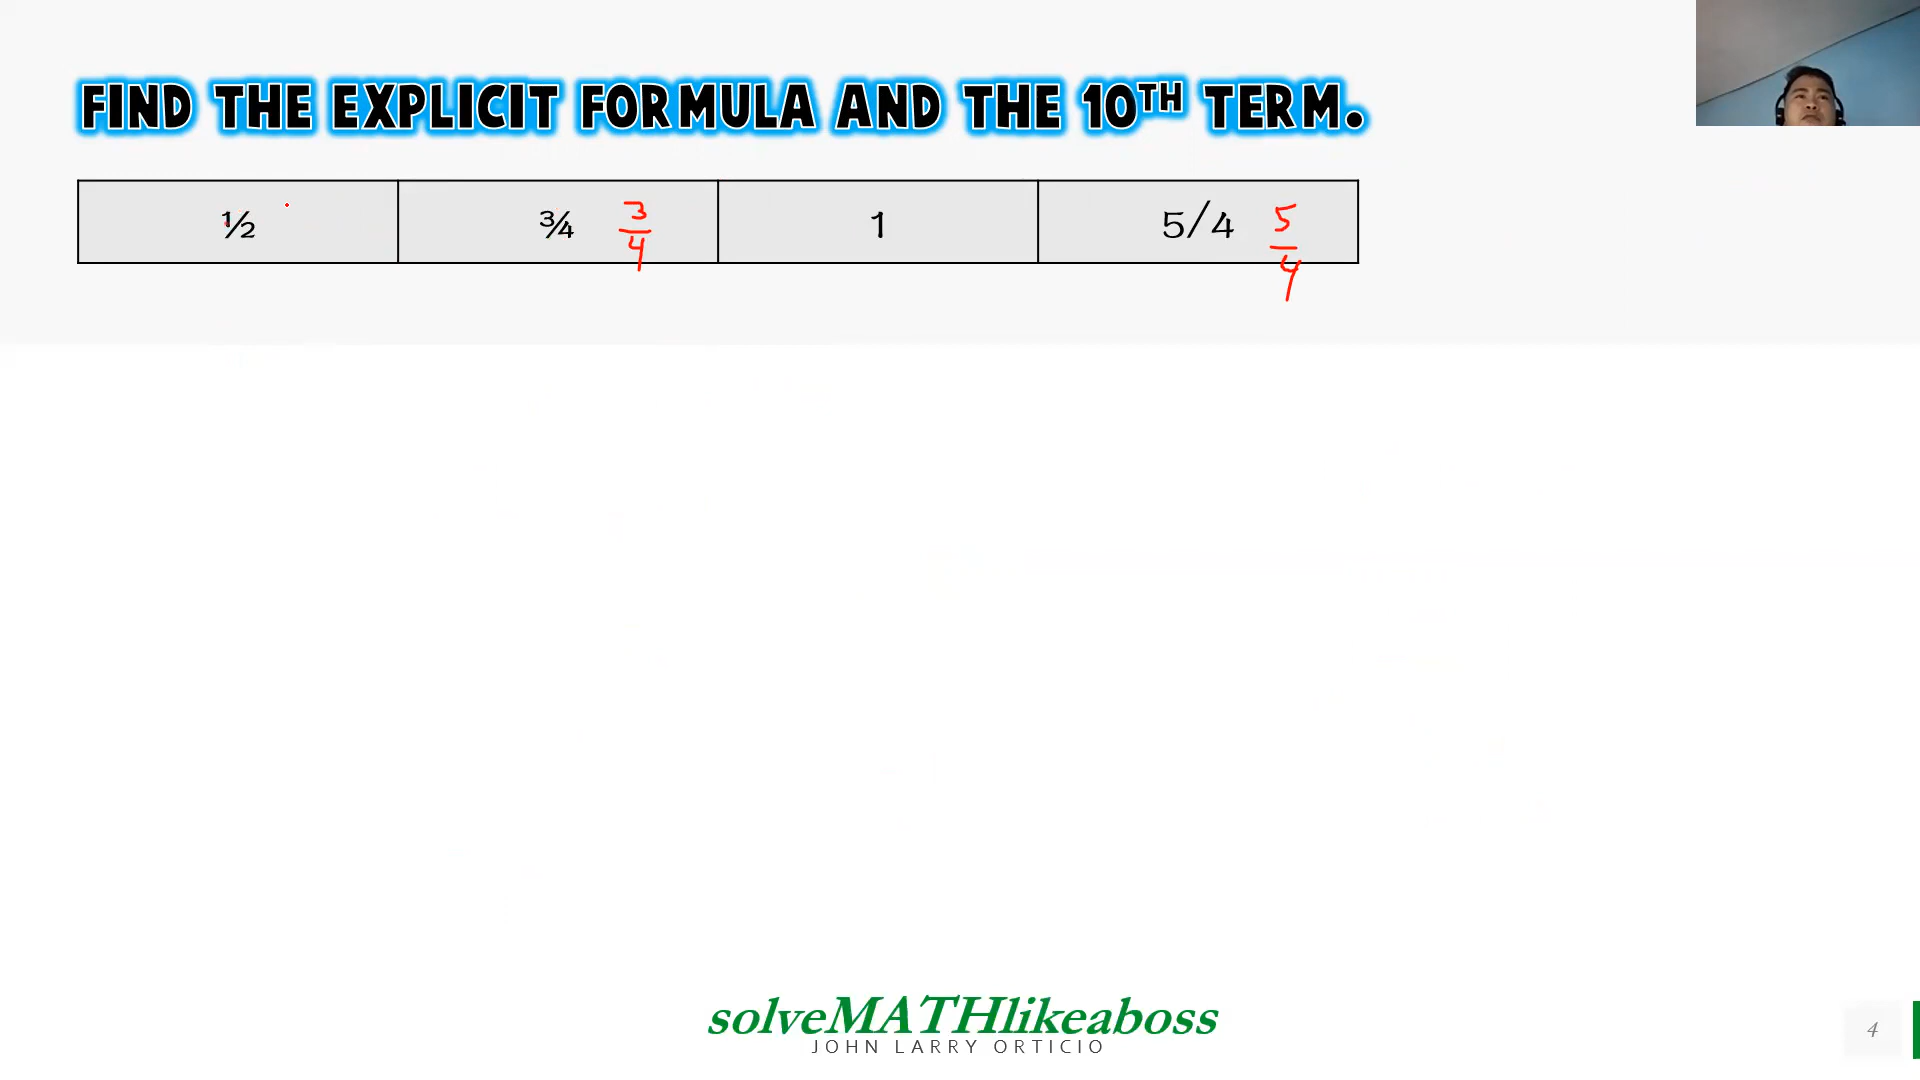 FIND THE EXPLICIT FORMULA AND THE 10TH TERM.
½ ¾ 3/4 1 5/4 5/4
solveMATHlikeaboss
JOHN LARRY ORTICIO
4